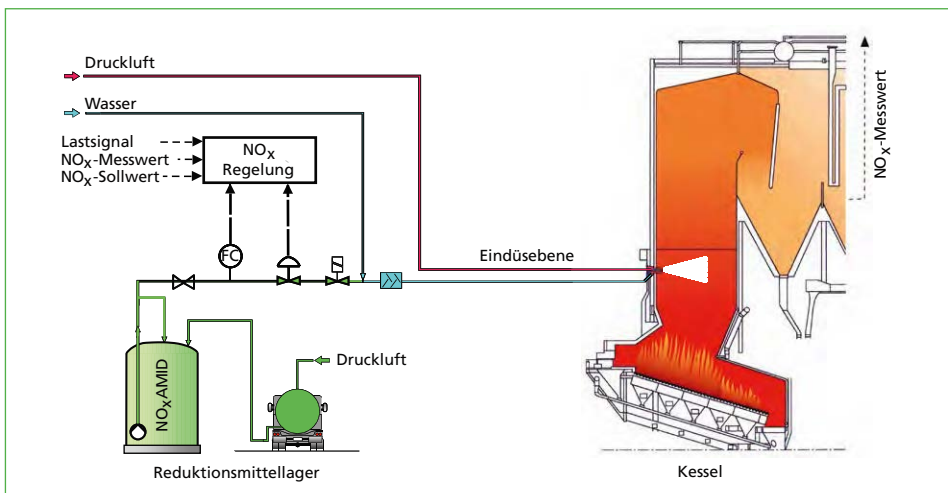 Druckluft
Wasser
Lastsignal
NOx-Messwert
NOx-Sollwert
NOx
Regelung
NOx-Messwert
FC
Eindüsebene
Druckluft
NOxAMID
Reduktionsmittellager
Kessel